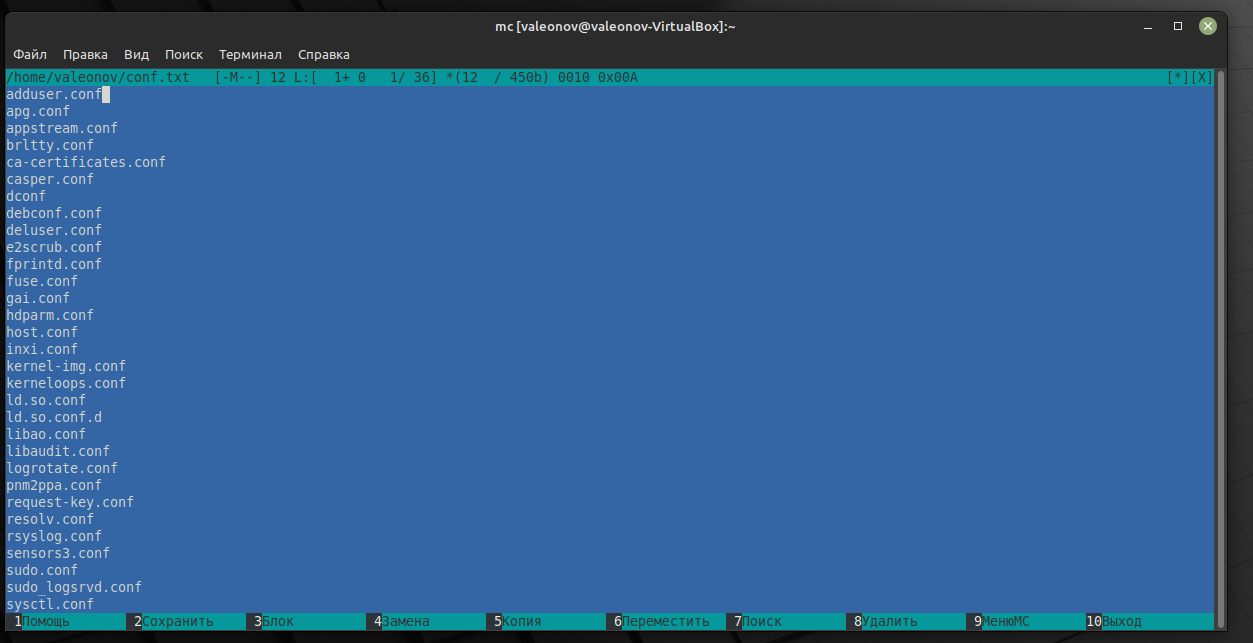 mc [valeonov@valeonov-VirtualBox]:~
Файл Правка Вид Поиск Терминал Справка
/home/valeonov/conf.txt [-M--] 12 L:[ 1+ 0 1/ 36] *(12 / 450b) 0010 0x00A [*][X]
adduser.conf
apg.conf
appstream.conf
brltty.conf
ca-certificates.conf
casper.conf
dconf
debconf.conf
deluser.conf
e2scrub.conf
fprintd.conf
fuse.conf
gai.conf
hdparm.conf
host.conf
inxi.conf
kernel-img.conf
kerneloops.conf
ld.so.conf
ld.so.conf.d
libao.conf
libaudit.conf
logrotate.conf
pnm2ppa.conf
request-key.conf
resolv.conf
rsyslog.conf
sensors3.conf
sudo.conf
sudo_logsrvd.conf
sysctl.conf
1Помощь 2Сохранить 3Блок 4Замена 5Копия 6Переместить 7Поиск 8Удалить 9МенюМС 10Выход